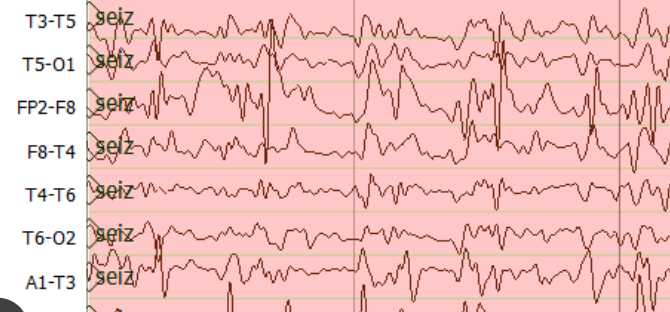 T3-T5 seiz
T5-O1 seiz
FP2-F8 seiz
F8-T4 seiz
T4-T6 seiz
T6-O2 seiz
A1-T3 seiz